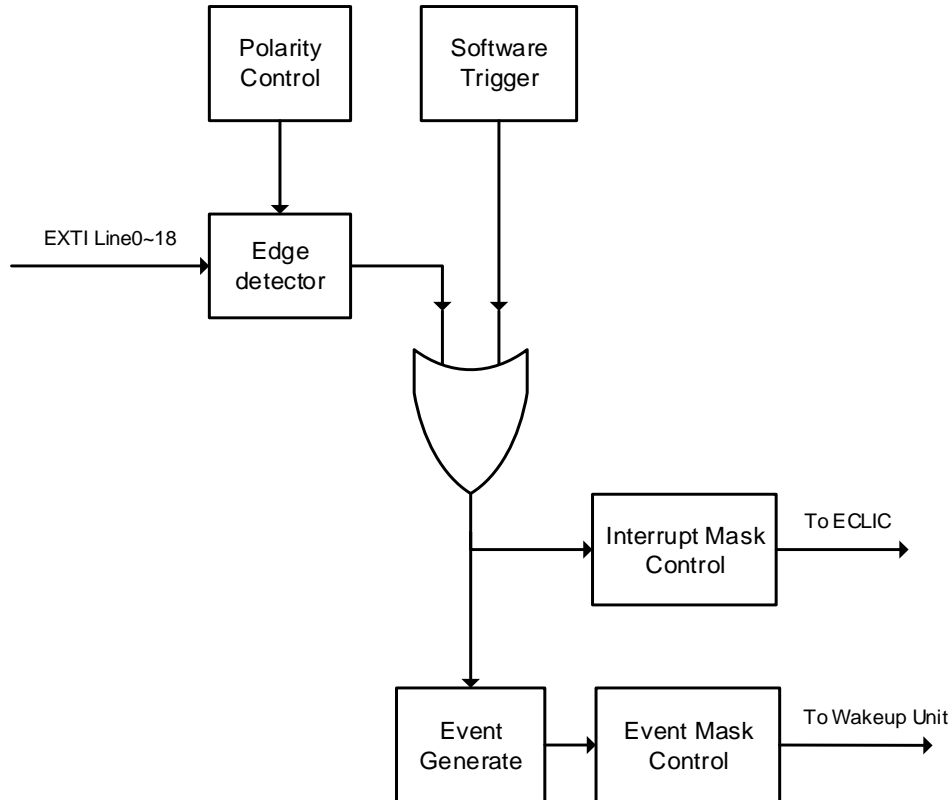 Polarity
Control
Software
Trigger
EXTI Line0~18
Edge
detector
Interrupt Mask
Control
To ECLIC
Event
Generate
Event Mask
Control
To Wakeup Unit